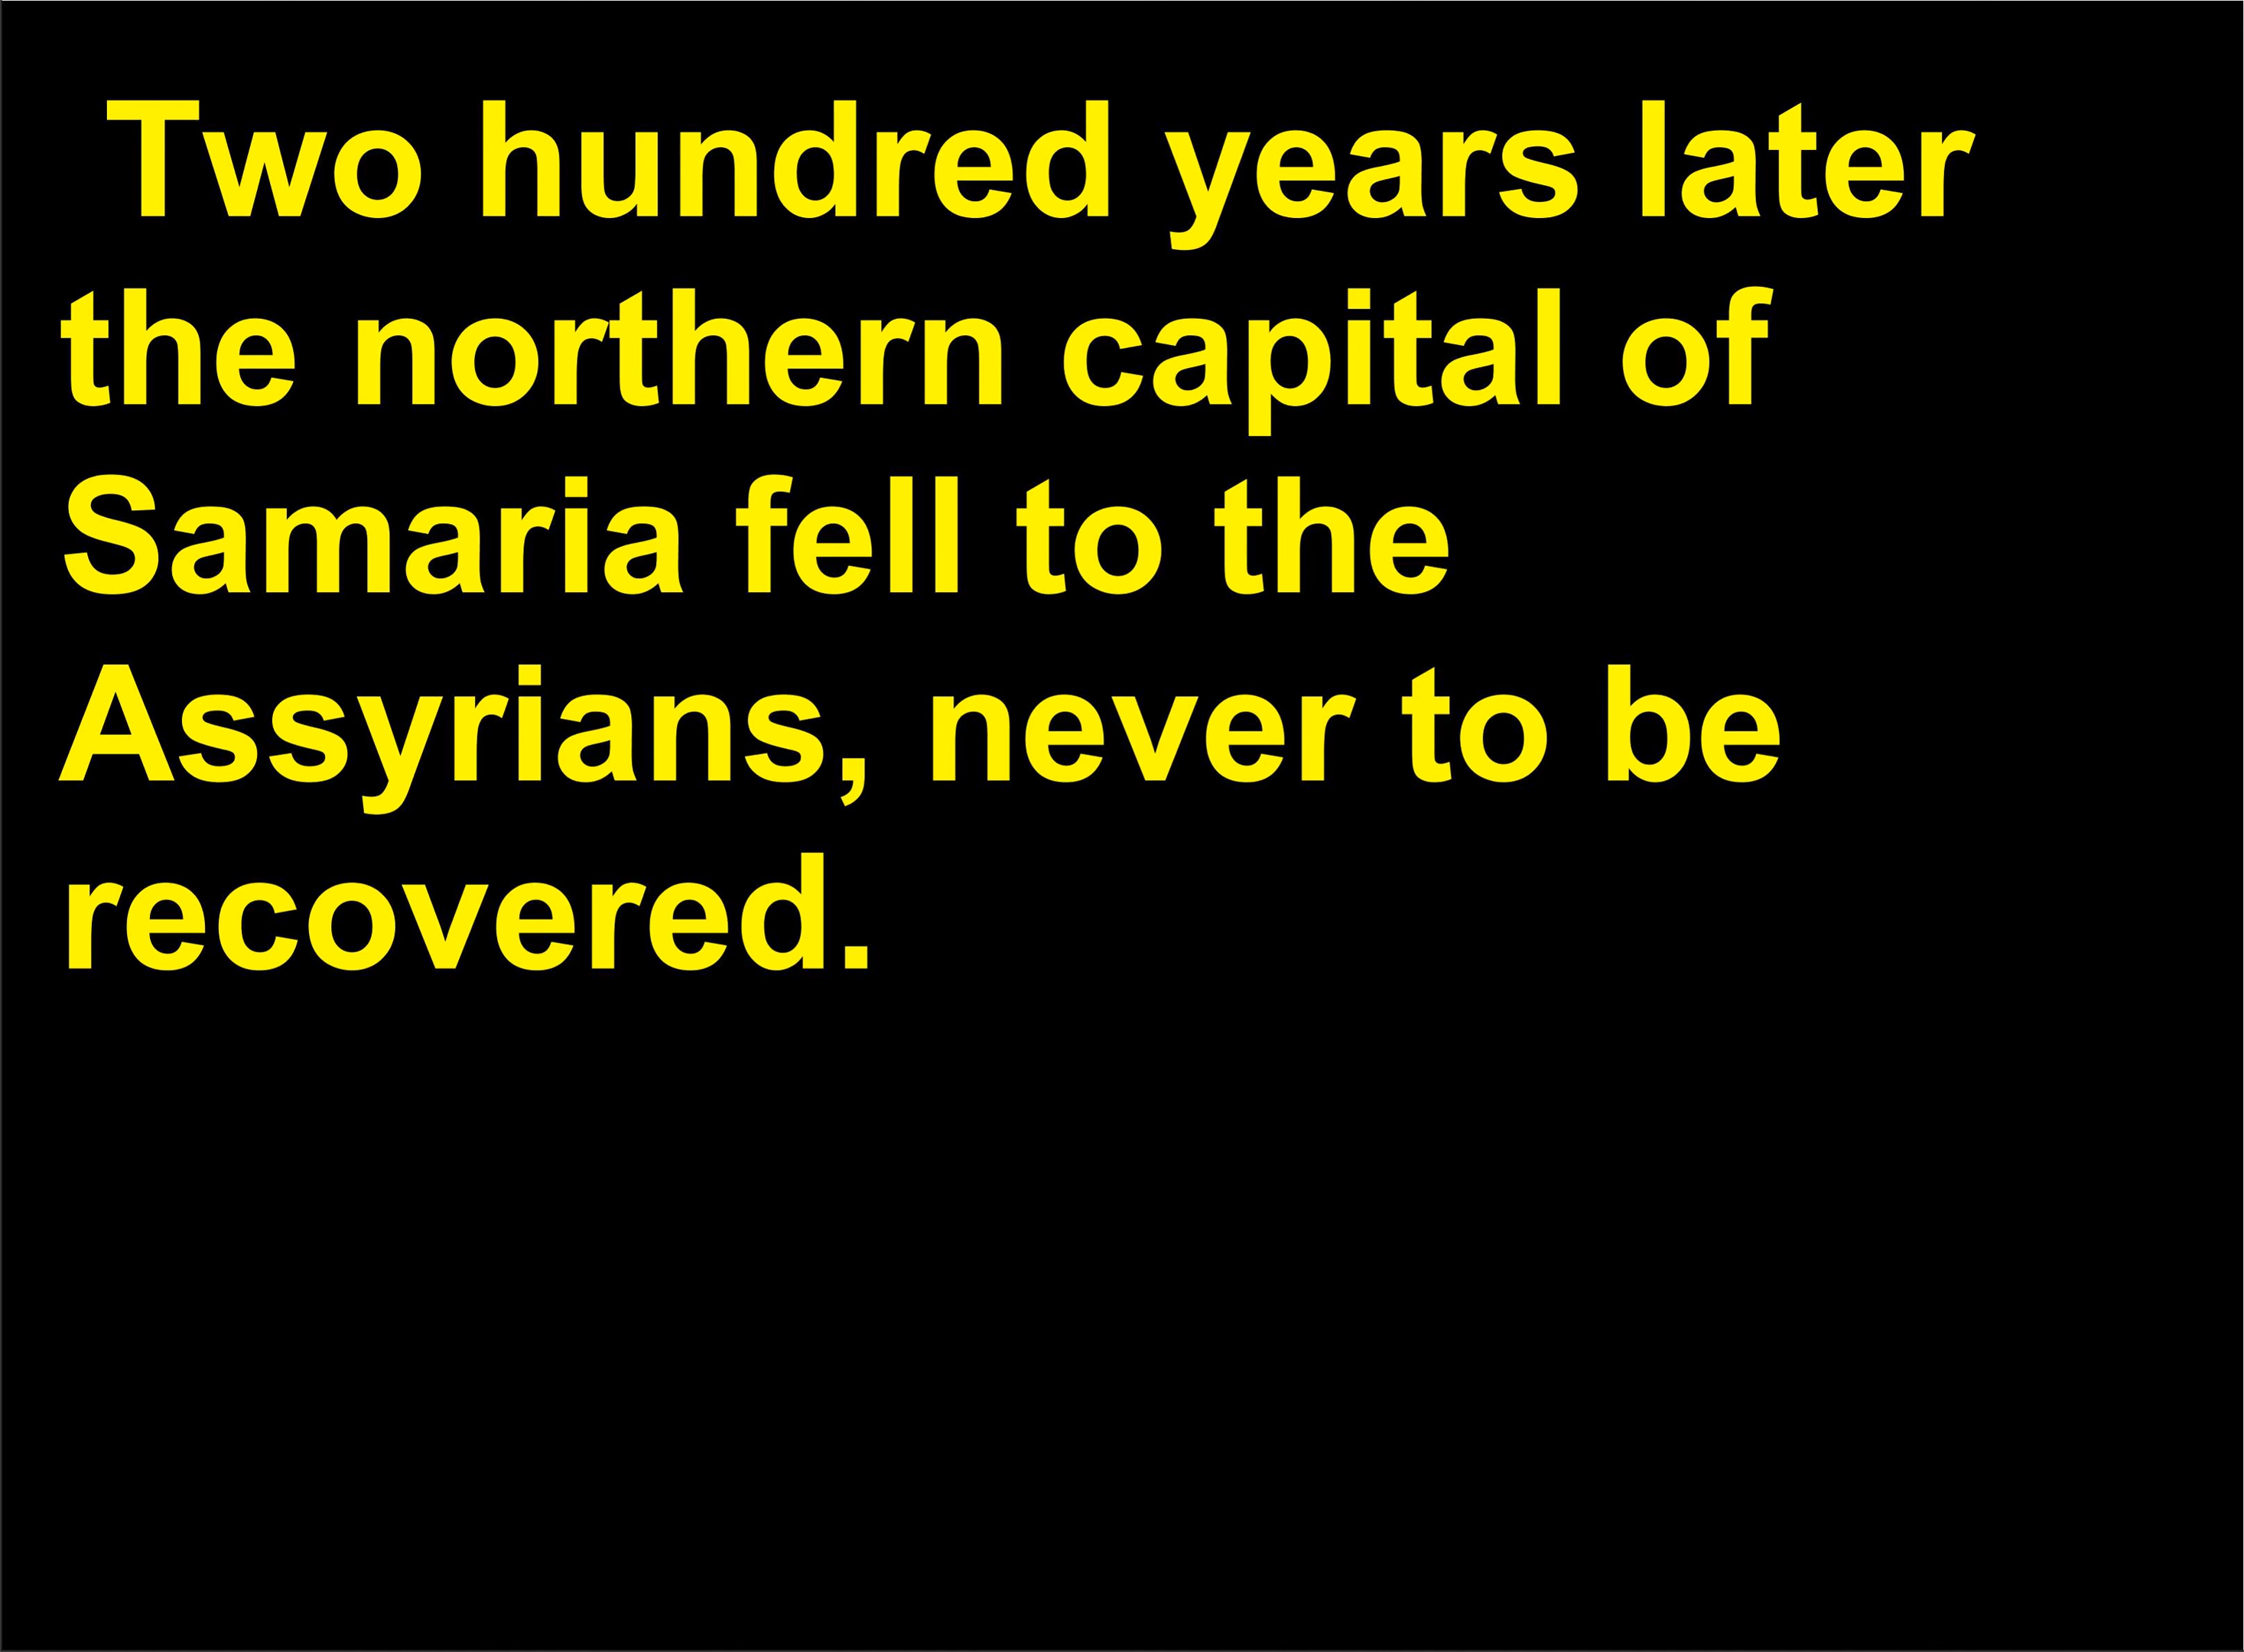 Two hundred years later
the northern capital of
Samaria fell to the
Assyrians, never to be
recovered.